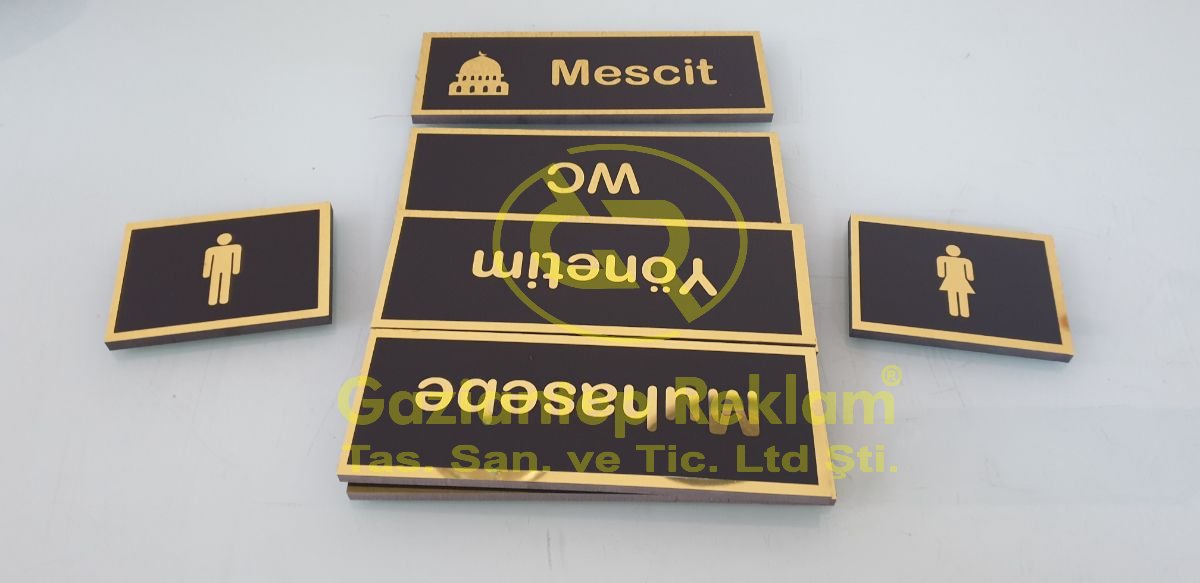 Mescit
WC
Yönetim
Muhasebe
Gaziantep Reklam®
Tas. San. ve Tic. Ltd Şti.